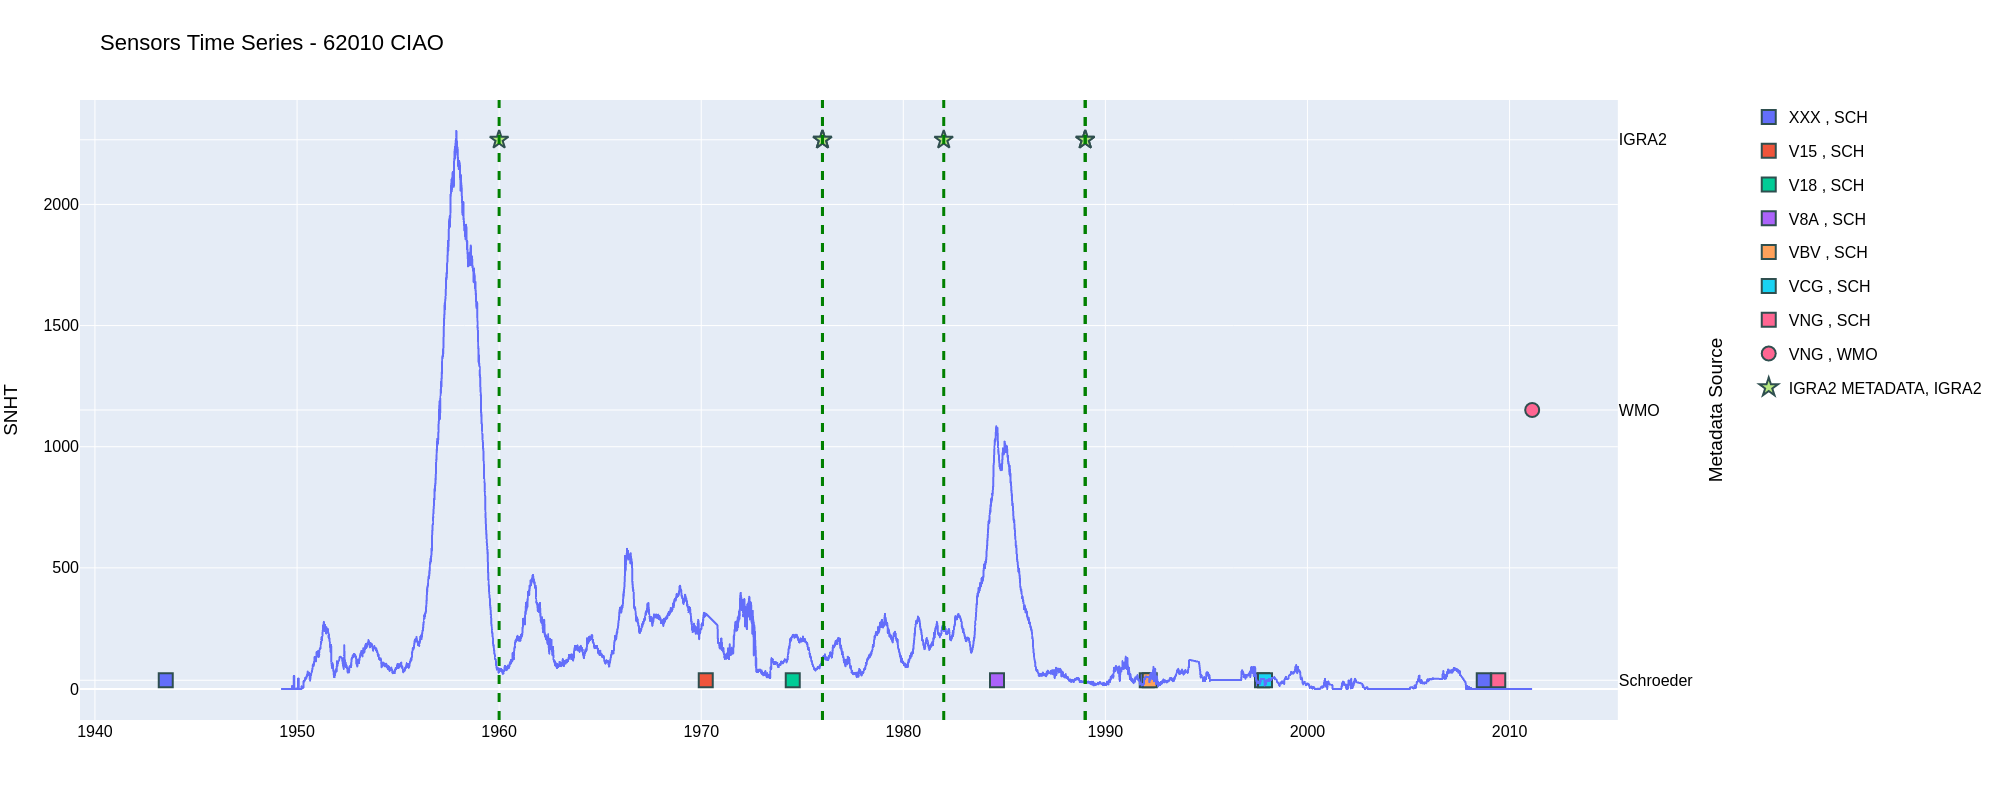 Sensors Time Series - 62010 CIAO
SNHT
2000
1500
1000
500
0
1940
1950
1960
1970
1980
1990
2000
2010
IGRA2
WMO
Schroeder
Metadata Source
XXX , SCH
V15 , SCH
V18 , SCH
V8A , SCH
VBV , SCH
VCG , SCH
VNG , SCH
VNG , WMO
IGRA2 METADATA, IGRA2